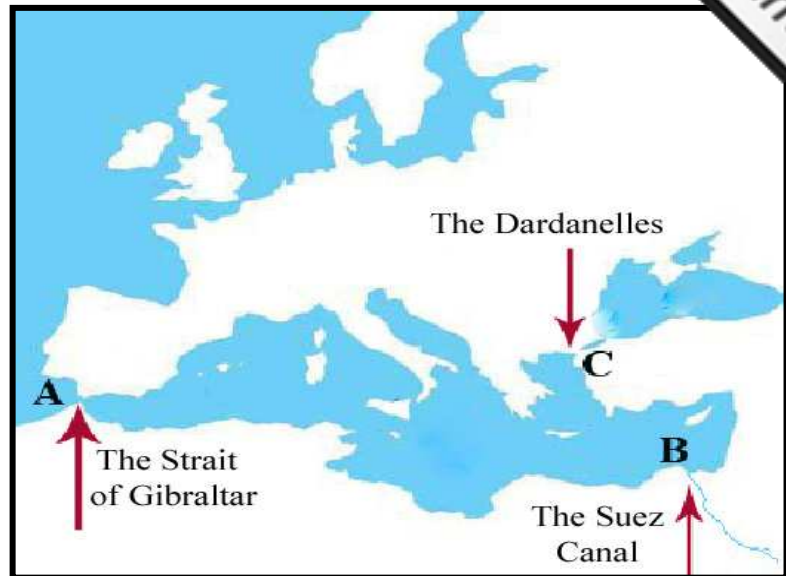 The Dardanelles
C
A
The Strait
of Gibraltar
B
The Suez
Canal